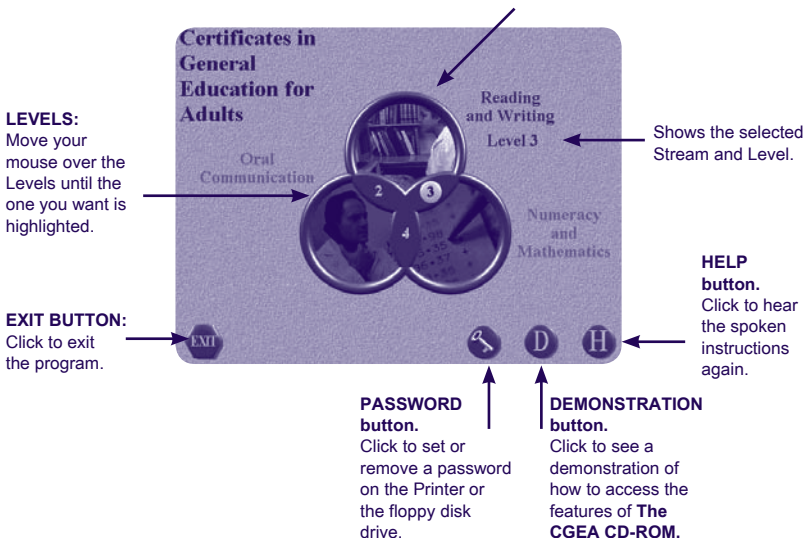 Certificates in
General
Education for
Adults
Reading
and Writing
Level 3
Oral
Communication
2
3
4
Numeracy
and
Mathematics
LEVELS:
Move your
mouse over the
Levels until the
one you want is
highlighted.
Shows the selected
Stream and Level.
HELP
button.
Click to hear
the spoken
instructions
again.
EXIT BUTTON:
Click to exit
the program.
EXIT
D
H
PASSWORD
button.
Click to set or
remove a password
on the Printer or
the floppy disk
drive.
DEMONSTRATION
button.
Click to see a
demonstration of
how to access the
features of The
CGEA CD-ROM.